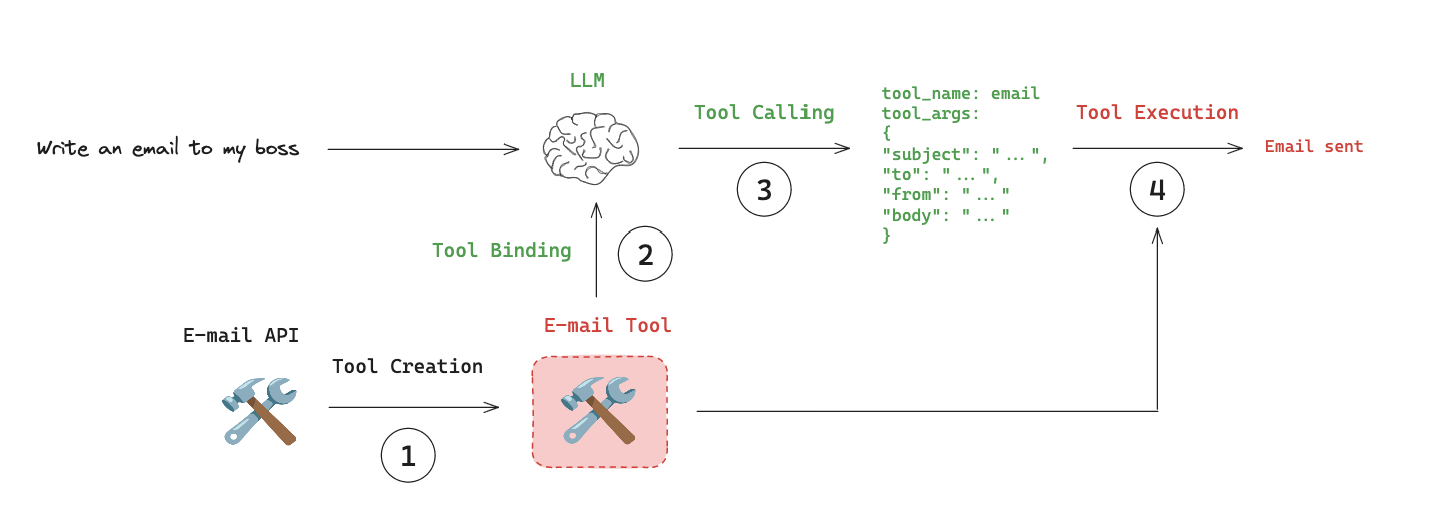 LLM
Write an email to my boss
Tool Calling
3
tool_name: email
tool_args:
{
"subject": "...",
"to": "...",
"from": "..."
"body": "..."
}
Tool Execution
4
Email sent
Tool Binding
2
E-mail API
Tool Creation
1
E-mail Tool